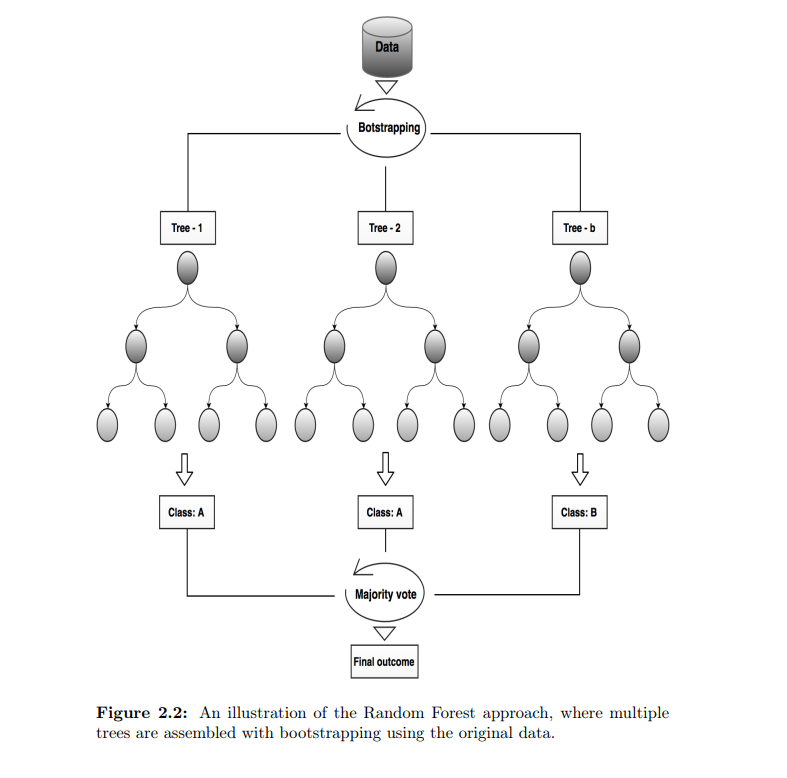 Data
Botstrapping
Tree - 1
Tree - 2
Tree - b
Class: A
Class: A
Class: B
Majority vote
Final outcome
Figure 2.2: An illustration of the Random Forest approach, where multiple
trees are assembled with bootstrapping using the original data.